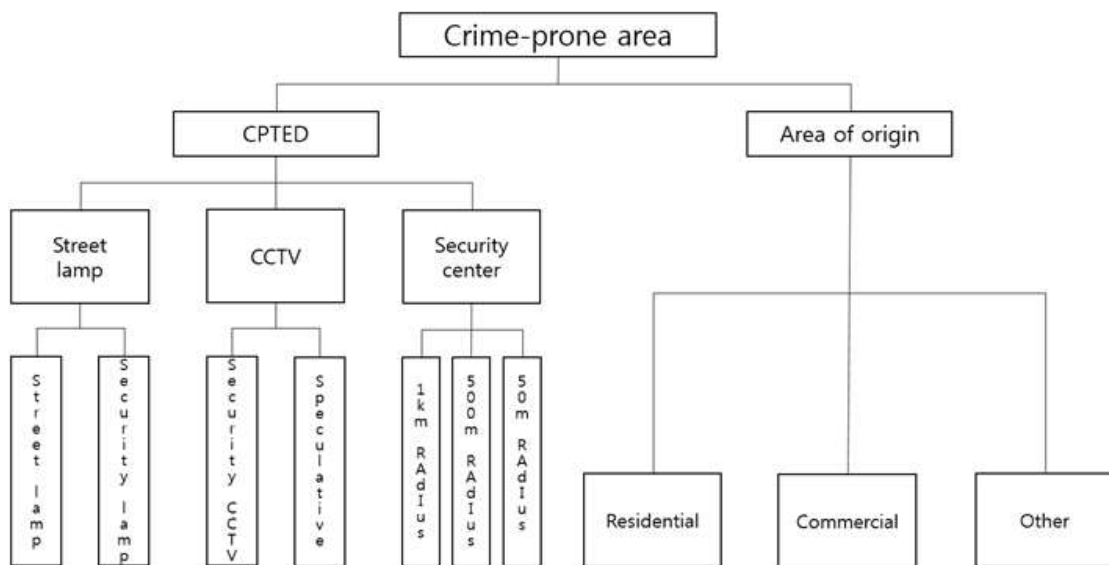 Crime-prone area
CPTED
Area of origin
Street
lamp
CCTV
Security
center
Street lamp
Security lamp
Security CCTV
Speculative
1km RAdIus
500m RAdIus
50m RAdIus
Residential
Commercial
Other